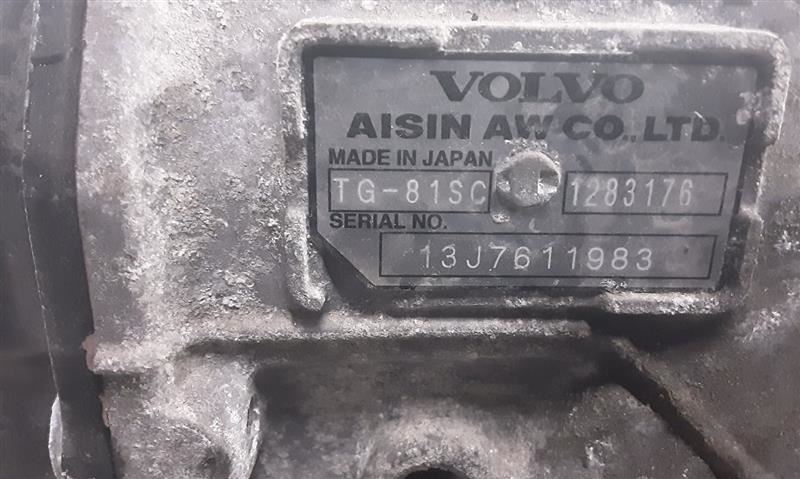 VOLVO
AISIN AW CO., LTD.
MADE IN JAPAN
TG-81SC 1283176
SERIAL NO.
13J7611983